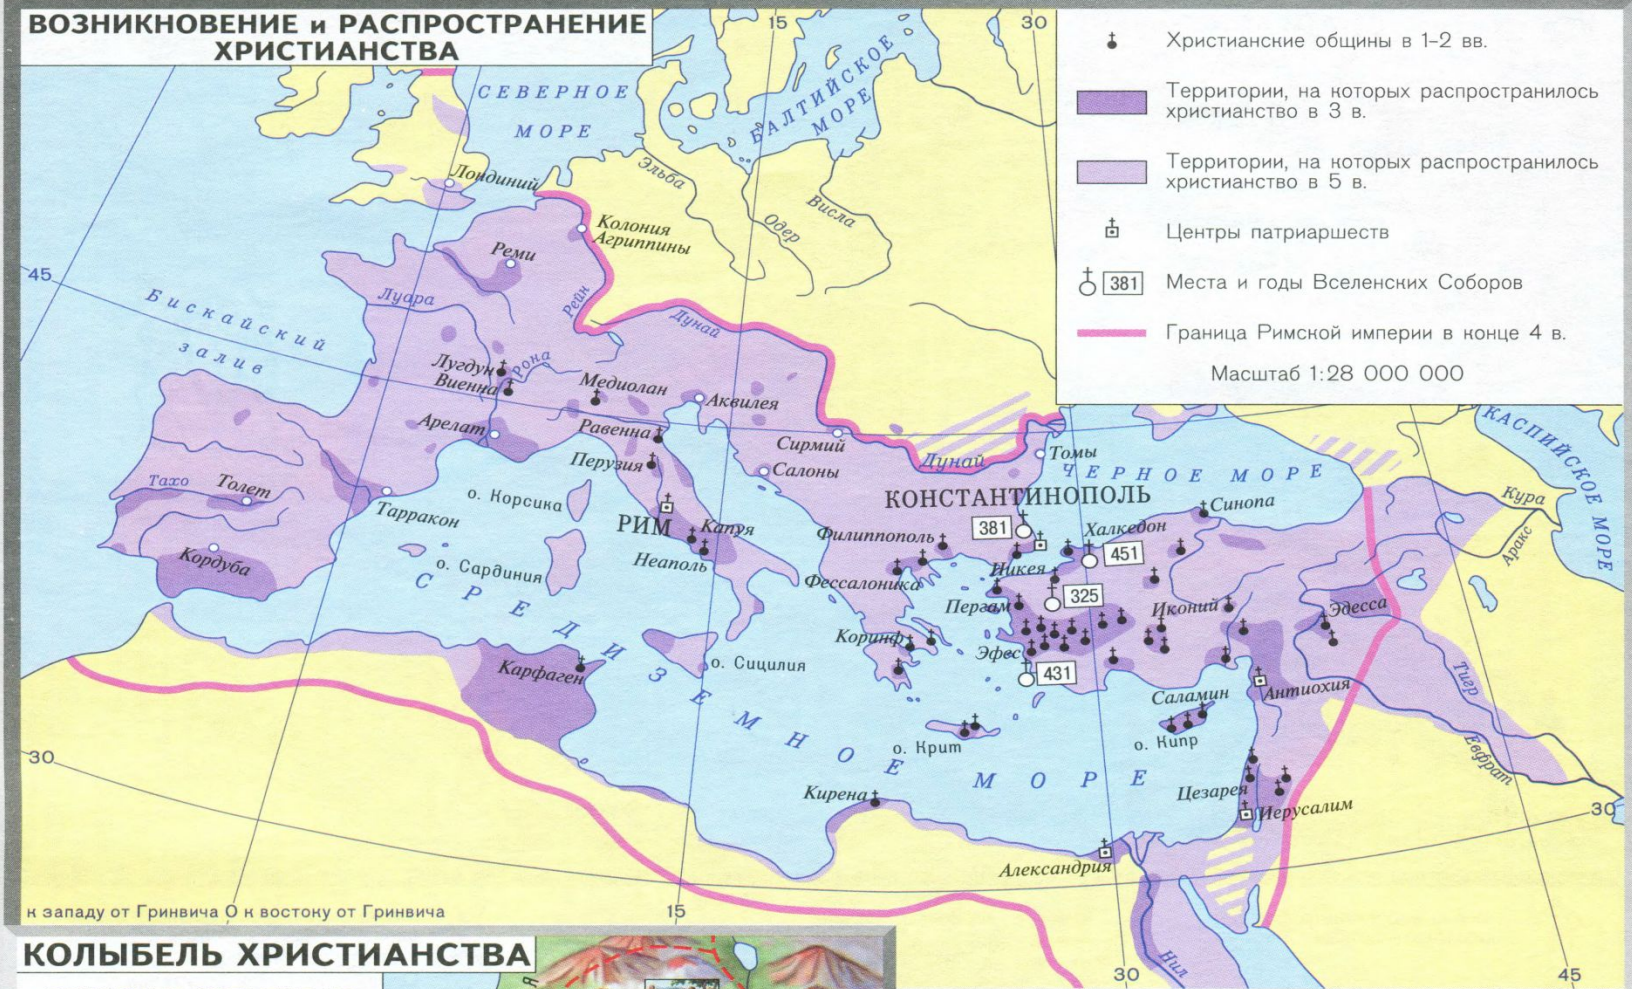 ВОЗНИКНОВЕНИЕ и РАСПРОСТРАНЕНИЕ
ХРИСТИАНСТВА
15
30
Христианские общины в 1-2 вв.
Территории, на которых распространилось
христианство в 3 в.
Территории, на которых распространилось
христианство в 5 в.
Центры патриаршеств
381
Места и годы Вселенских Соборов
Граница Римской империи в конце 4 в.
Масштаб 1:28 000 000
СЕВЕРНОЕ
МОРЕ
БАЛТИЙСКОЕ
МОРЕ
Лондиний
Эльба
Одер
Висла
Колония
Агриппины
Реми
45
Бискайский
залив
Луара
Рейн
Дунай
Лугдун
Виенна
Рона
Медиолан
Аквилея
Арелат
Равенна
Сирмий
Дунай
Томы
КАСПИЙСКОЕ МОРЕ
Перузия
Салоны
ЧЕРНОЕ МОРЕ
Тахо
Толет
о. Корсика
Тарракон
РИМ
Капуя
Неаполь
КОНСТАНТИНОПОЛЬ
381
Синопа
Кура
Аракс
Филиппополь
Халкедон
451
Кордуба
о. Сардиния
Фессалоника
Никея
325
Пергам
Иконий
Эдесса
СРЕДИЗЕМНОЕ МОРЕ
Коринф
Эфес
431
Карфаген
о. Сицилия
Антиохия
Тигр
Саламин
о. Крит
о. Кипр
Евфрат
30
Кирена
Цезарея
Иерусалим
30
Александрия
Нил
к западу от Гринвича 0 к востоку от Гринвича
15
30
45
КОЛЫБЕЛЬ ХРИСТИАНСТВА
Я